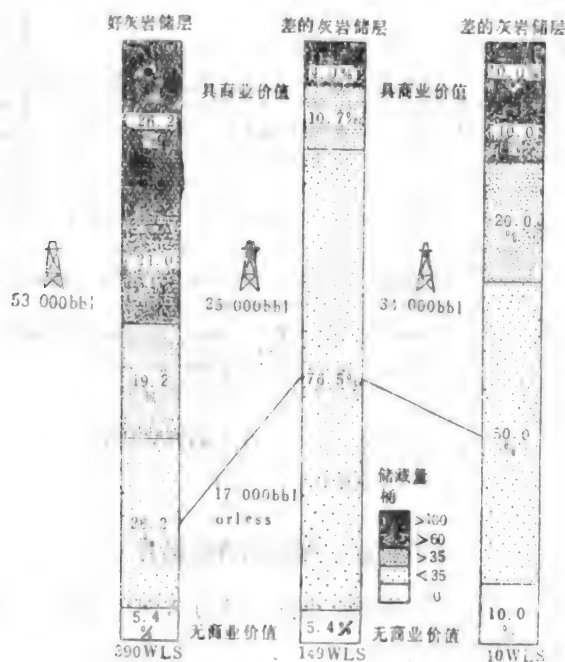 好灰岩储层
差的灰岩储层
差的灰岩储层
具商业价值
具商业价值
26.2
10.7%
10.0
%
21.0
20.0
%
53 000bbl
25 000bbl
34 000bbl
19.2
%
76.5%
50.0
%
17 000bbl
orless
储藏量
桶
>100
>60
>35
<35
0
5.4
%
无商业价值
5.4%
无商业价值
10.0
%
390WLS
149WLS
10WLS